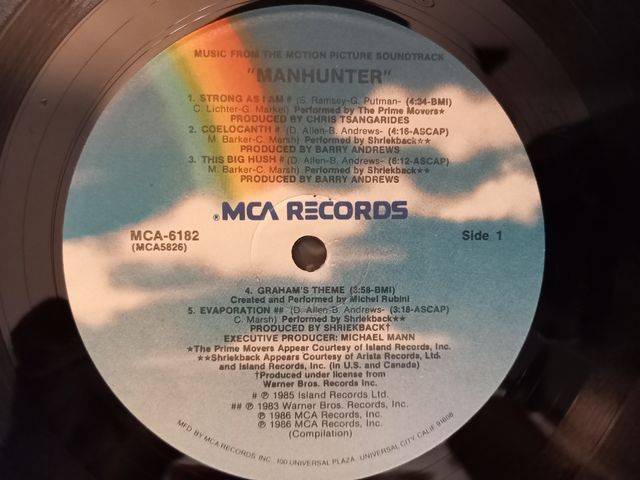 MUSIC FROM THE MOTION PICTURE SOUNDTRACK
"MANHUNTER"
1. STRONG AS I AM # (S. Ramsey-G. Putman- (4:34-BMI)
C. Lichter-G. Markel) Performed by The Prime Movers★
PRODUCED BY CHRIS TSANGARIDES
2. COELOCANTH # (D. Allen-B. Andrews- (4:16-ASCAP)
M. Barker-C. Marsh) Performed by Shriekback★★
PRODUCED BY BARRY ANDREWS
3. THIS BIG HUSH # (D. Allen-B. Andrews- (6:12-ASCAP)
M. Barker-C. Marsh) Performed by Shriekback★★
PRODUCED BY BARRY ANDREWS
® MCA RECORDS
MCA-6182
(MCA5826)
Side 1
4. GRAHAM'S THEME (3:58-BMI)
Created and Performed by Michel Rubini
5. EVAPORATION ## (D. Allen-B. Andrews- (3:18-ASCAP)
C. Marsh) Performed by Shriekback★★
PRODUCED BY SHRIEKBACK†
EXECUTIVE PRODUCER: MICHAEL MANN
★The Prime Movers Appear Courtesy of Island Records, Inc.
★★Shriekback Appears Courtesy of Arista Records, Ltd.
and Island Records, Inc. (in U.S. and Canada)
†Produced under license from
Warner Bros. Records Inc.
# ℗ 1985 Island Records Ltd.
## ℗ 1983 Warner Bros. Records, Inc.
℗ 1986 MCA Records, Inc.
℗ 1986 MCA Records, Inc.
(Compilation)
MFD BY MCA RECORDS INC., 100 UNIVERSAL PLAZA, UNIVERSAL CITY, CALIF. 91608